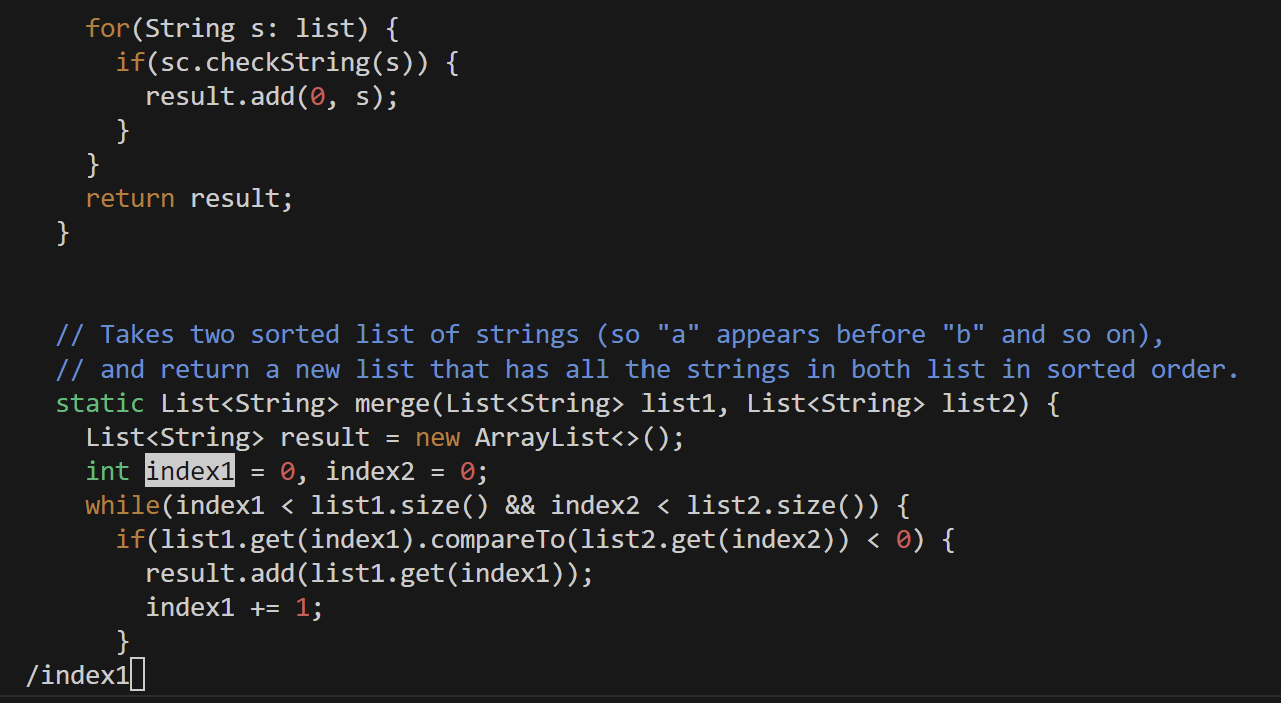 for(String s: list) {
if(sc.checkString(s)) {
result.add(0, s);
}
}
return result;
}
// Takes two sorted list of strings (so "a" appears before "b" and so on),
// and return a new list that has all the strings in both list in sorted order.
static List<String> merge(List<String> list1, List<String> list2) {
List<String> result = new ArrayList<>();
int index1 = 0, index2 = 0;
while(index1 < list1.size() && index2 < list2.size()) {
if(list1.get(index1).compareTo(list2.get(index2)) < 0) {
result.add(list1.get(index1));
index1 += 1;
}
/index1